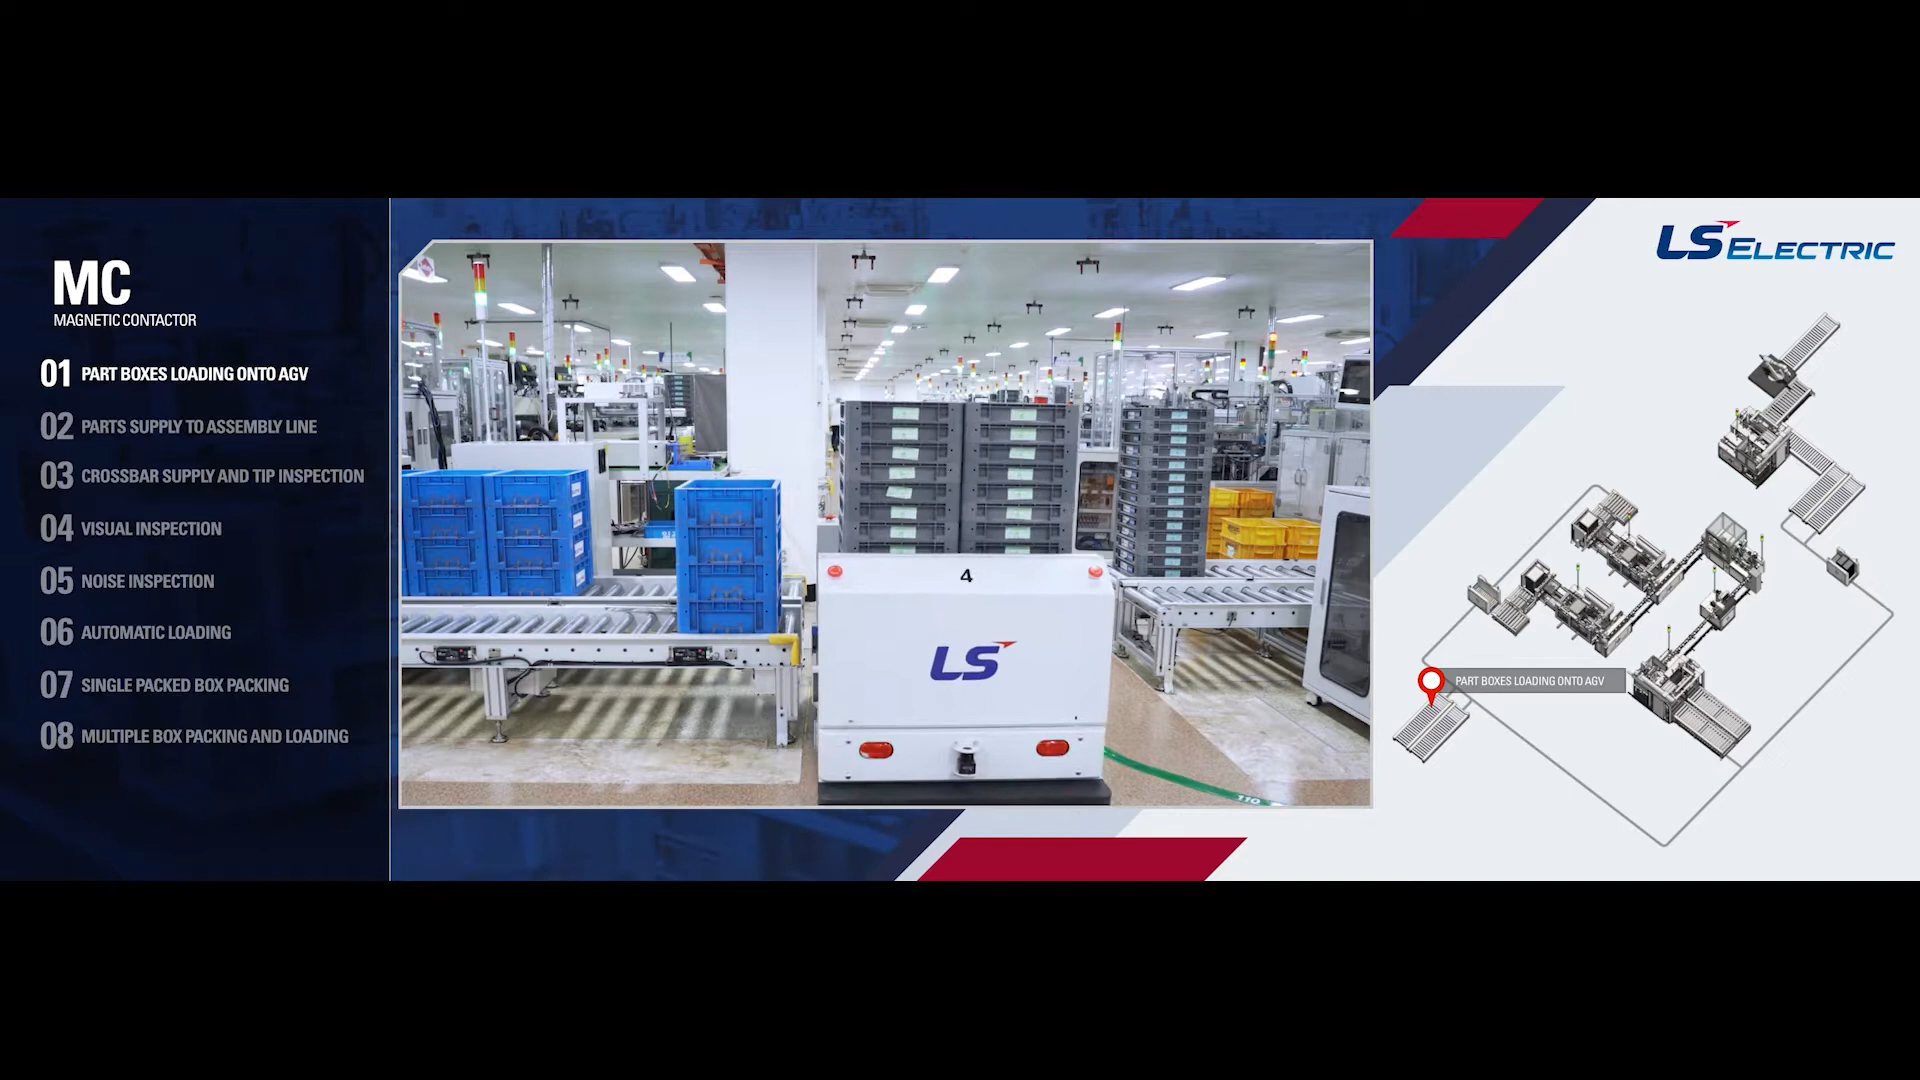 MC
MAGNETIC CONTACTOR
01 PART BOXES LOADING ONTO AGV
02 PARTS SUPPLY TO ASSEMBLY LINE
03 CROSSBAR SUPPLY AND TIP INSPECTION
04 VISUAL INSPECTION
05 NOISE INSPECTION
06 AUTOMATIC LOADING
07 SINGLE PACKED BOX PACKING
08 MULTIPLE BOX PACKING AND LOADING
4
LS
110
LS ELECTRIC
PART BOXES LOADING ONTO AGV